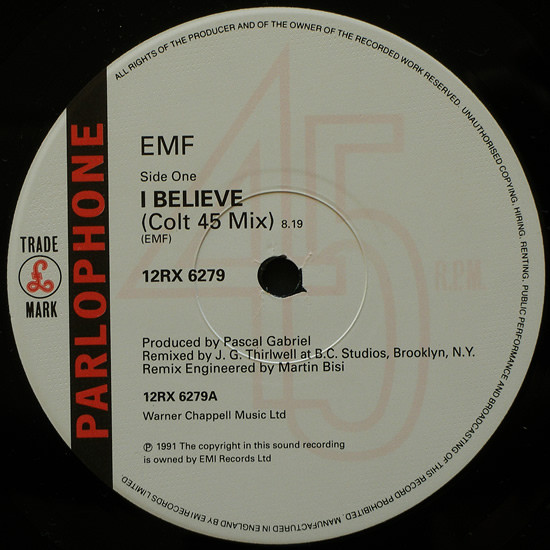 ALL RIGHTS OF THE PRODUCER AND OF THE OWNER OF THE RECORDED WORK RESERVED. UNAUTHORISED COPYING, HIRING, RENTING, PUBLIC PERFORMANCE AND BROADCASTING OF THIS RECORD PROHIBITED. MANUFACTURED IN ENGLAND BY EMI RECORDS LIMITED
PARLOPHONE
TRADE
£
MARK
45
R.P.M.
EMF
Side One
I BELIEVE
(Colt 45 Mix) 8.19
(EMF)
12RX 6279
Produced by Pascal Gabriel
Remixed by J. G. Thirlwell at B.C. Studios, Brooklyn, N.Y.
Remix Engineered by Martin Bisi
12RX 6279A
Warner Chappell Music Ltd
℗ 1991 The copyright in this sound recording
is owned by EMI Records Ltd